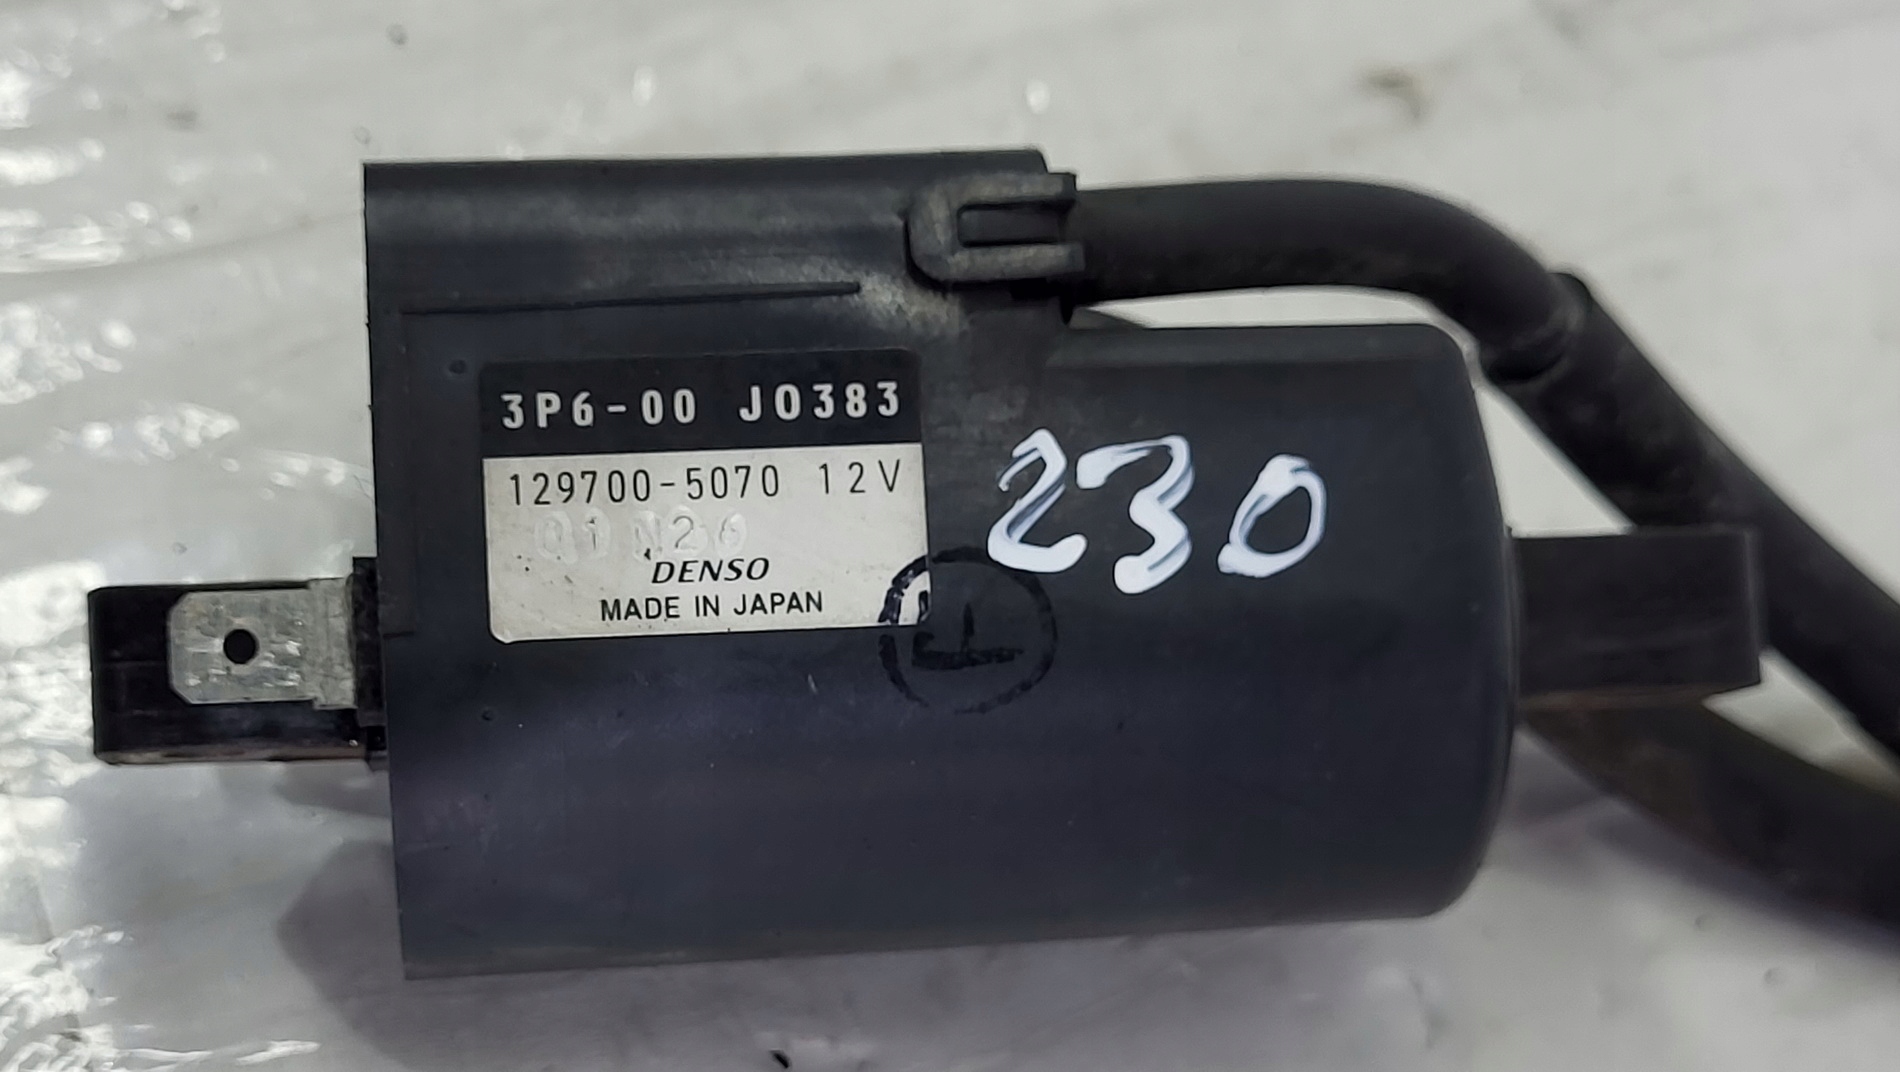 3P6-00 J0383
129700-5070 12V
DENSO
MADE IN JAPAN
230